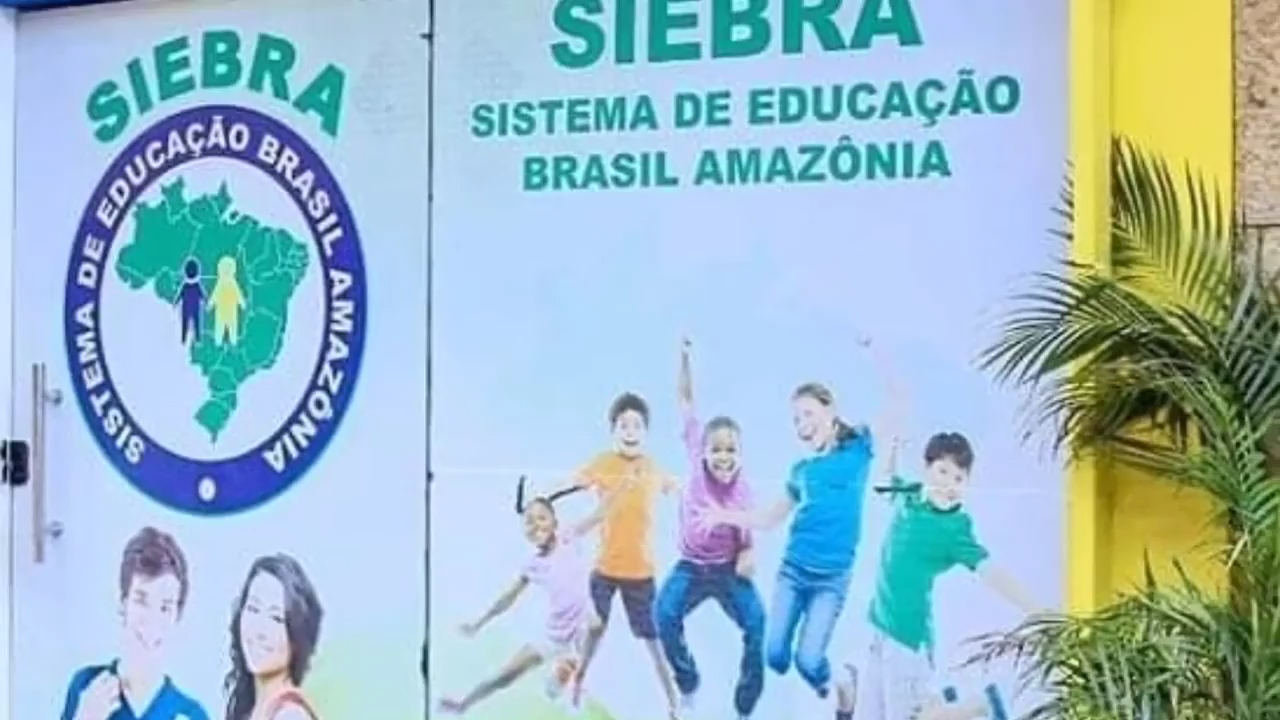 SIEBRA
SISTEMA DE EDUCAÇÃO BRASIL AMAZÔNIA
SIEBRA
SISTEMA DE EDUCAÇÃO
BRASIL AMAZÔNIA